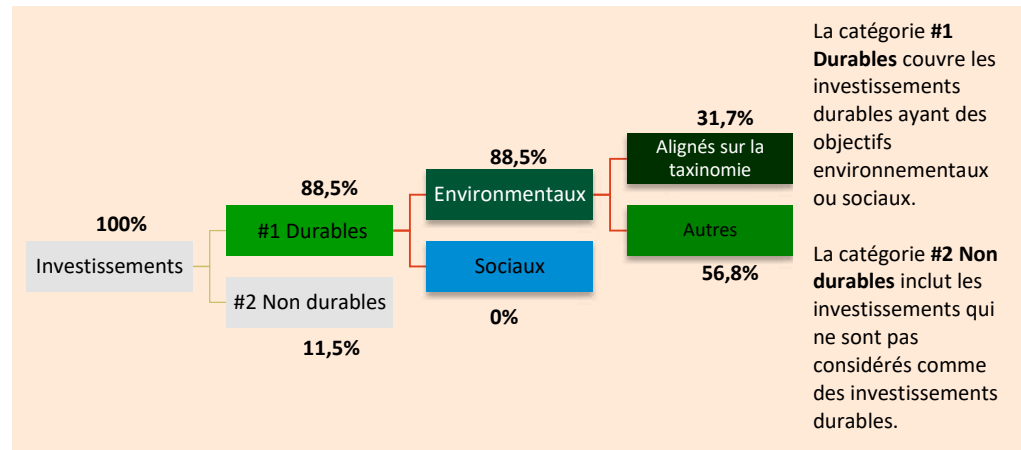 100%
Investissements
88,5%
#1 Durables
#2 Non durables
11,5%
88,5%
Environmentaux
Sociaux
0%
31,7%
Alignés sur la
taxinomie
Autres
56,8%
La catégorie #1
Durables couvre les
investissements
durables ayant des
objectifs
environnementaux
ou sociaux.
La catégorie #2 Non
durables inclut les
investissements qui
ne sont pas
considérés comme
des investissements
durables.